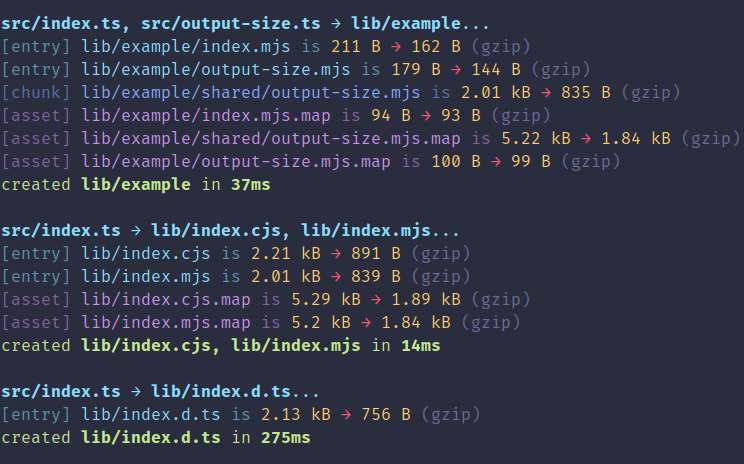 src/index.ts, src/output-size.ts → lib/example...
[entry] lib/example/index.mjs is 211 B → 162 B (gzip)
[entry] lib/example/output-size.mjs is 179 B → 144 B (gzip)
[chunk] lib/example/shared/output-size.mjs is 2.01 kB → 835 B (gzip)
[asset] lib/example/index.mjs.map is 94 B → 93 B (gzip)
[asset] lib/example/shared/output-size.mjs.map is 5.22 kB → 1.84 kB (gzip)
[asset] lib/example/output-size.mjs.map is 100 B → 99 B (gzip)
created lib/example in 37ms
src/index.ts → lib/index.cjs, lib/index.mjs...
[entry] lib/index.cjs is 2.21 kB → 891 B (gzip)
[entry] lib/index.mjs is 2.01 kB → 839 B (gzip)
[asset] lib/index.cjs.map is 5.29 kB → 1.89 kB (gzip)
[asset] lib/index.mjs.map is 5.2 kB → 1.84 kB (gzip)
created lib/index.cjs, lib/index.mjs in 14ms
src/index.ts → lib/index.d.ts...
[entry] lib/index.d.ts is 2.13 kB → 756 B (gzip)
created lib/index.d.ts in 275ms